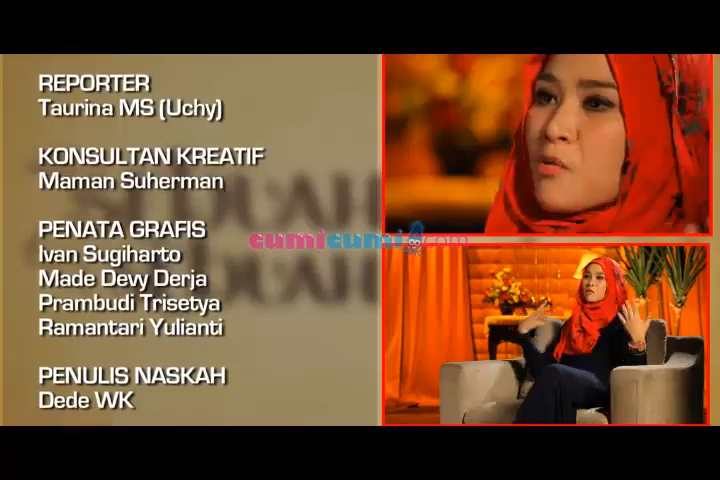 REPORTER
Taurina MS (Uchy)
KONSULTAN KREATIF
Maman Suherman
PENATA GRAFIS
Ivan Sugiharto
Made Devy Derja
Prambudi Trisetya
Ramantari Yulianti
PENULIS NASKAH
Dede WK
cumicumi.com